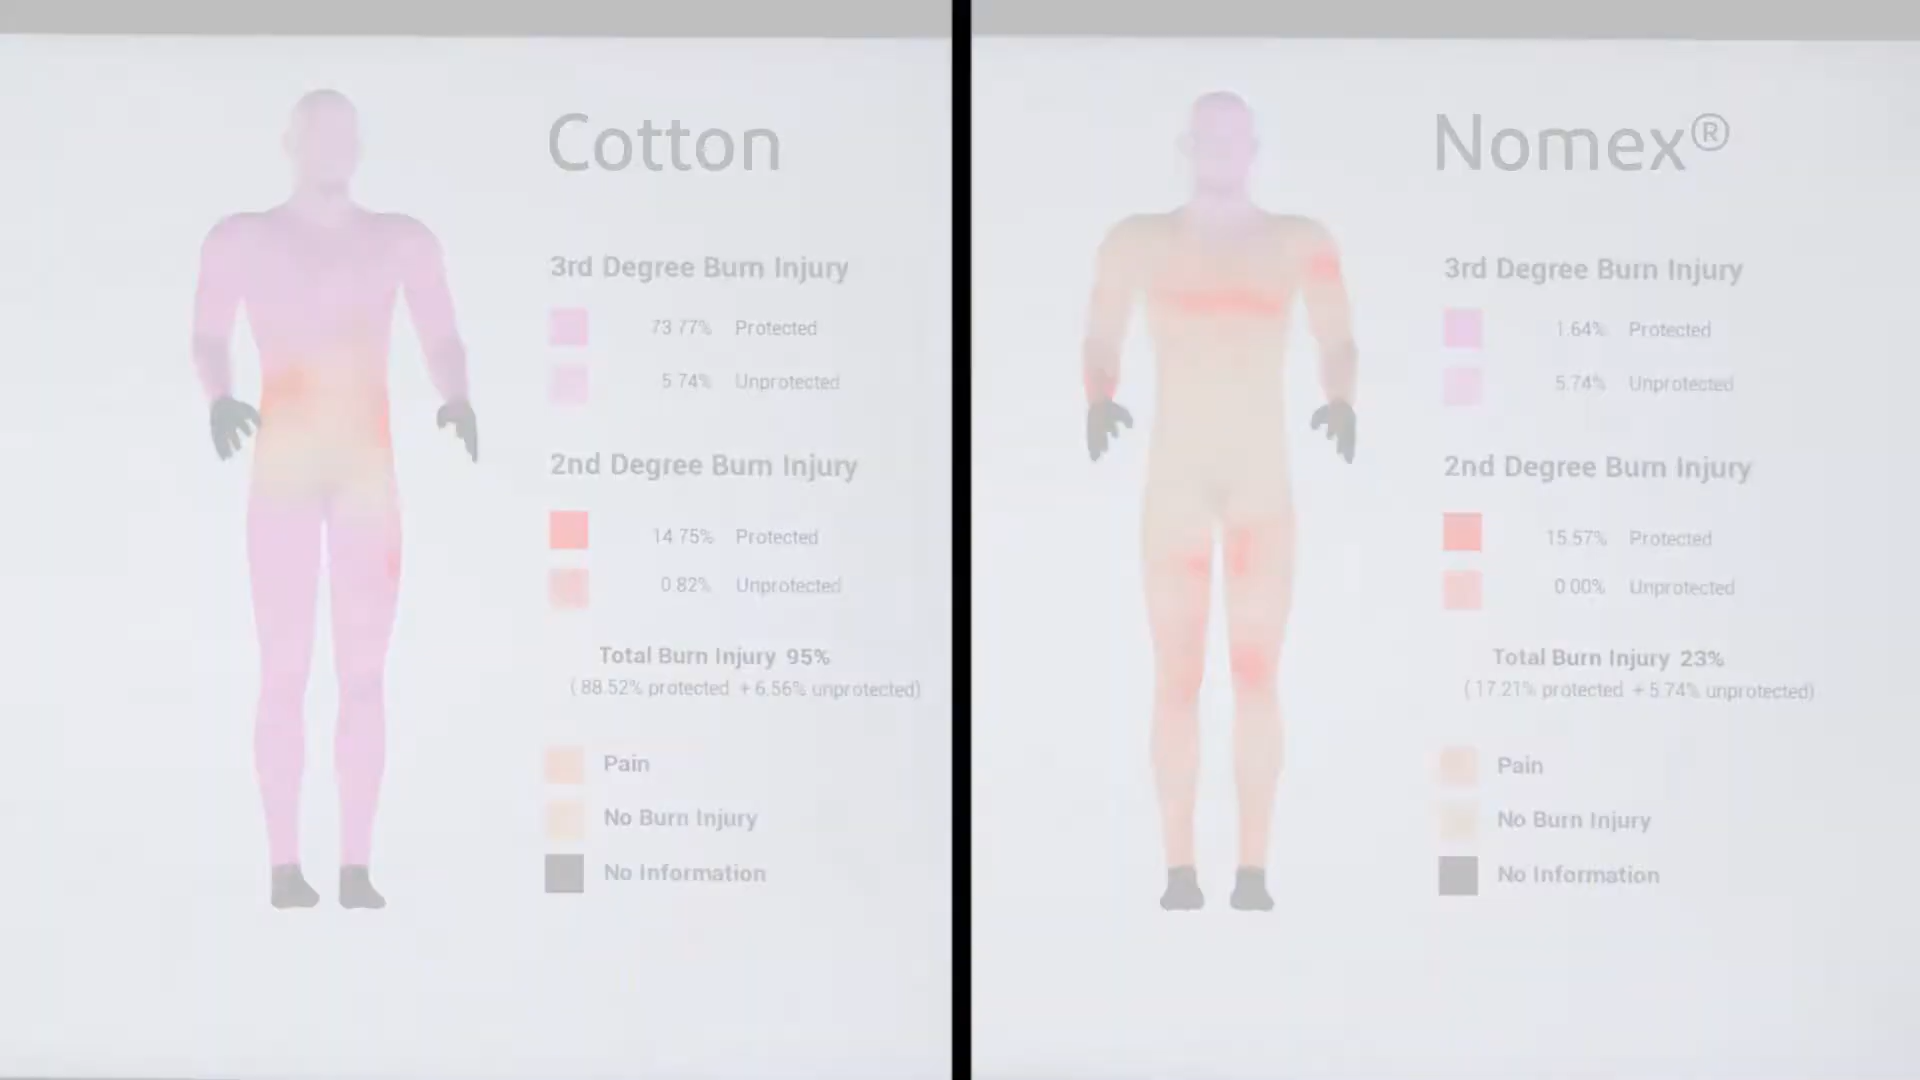 Cotton
3rd Degree Burn Injury
73.77% Protected
5.74% Unprotected
2nd Degree Burn Injury
14.75% Protected
0.82% Unprotected
Total Burn Injury 95%
( 88.52% protected + 6.56% unprotected)
Pain
No Burn Injury
No Information
Nomex®
3rd Degree Burn Injury
1.64% Protected
5.74% Unprotected
2nd Degree Burn Injury
15.57% Protected
0.00% Unprotected
Total Burn Injury 23%
( 17.21% protected + 5.74% unprotected)
Pain
No Burn Injury
No Information